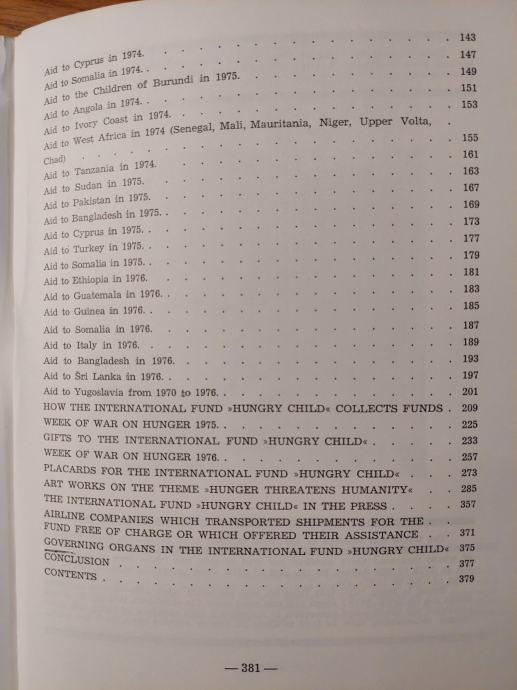 Aid to Cyprus in 1974. . . . . . . . . . . . . . . 143
Aid to Somalia in 1974. . . . . . . . . . . . . . . 147
Aid to the Children of Burundi in 1975. . . . . . . . . . 149
Aid to Angola in 1974. . . . . . . . . . . . . . . 151
Aid to Ivory Coast in 1974. . . . . . . . . . . . . 153
Aid to West Africa in 1974 (Senegal, Mali, Mauritania, Niger, Upper Volta, .
Chad) . . . . . . . . . . . . . . . . . 155
Aid to Tanzania in 1974. . . . . . . . . . . . . . 161
Aid to Sudan in 1975. . . . . . . . . . . . . . . 163
Aid to Pakistan in 1975. . . . . . . . . . . . . . 167
Aid to Bangladesh in 1975. . . . . . . . . . . . . . 169
Aid to Cyprus in 1975. . . . . . . . . . . . . . . 173
Aid to Turkey in 1975. . . . . . . . . . . . . . . 177
Aid to Somalia in 1975. . . . . . . . . . . . . . . 179
Aid to Ethiopia in 1976. . . . . . . . . . . . . . 181
Aid to Guatemala in 1976. . . . . . . . . . . . . . 183
Aid to Guinea in 1976. . . . . . . . . . . . . . . 185
Aid to Somalia in 1976. . . . . . . . . . . . . . 187
Aid to Italy in 1976. . . . . . . . . . . . . . . 189
Aid to Bangladesh in 1976. . . . . . . . . . . . . 193
Aid to Šri Lanka in 1976. . . . . . . . . . . . . . 197
Aid to Yugoslavia from 1970 to 1976. . . . . . . . . . . 201
HOW THE INTERNATIONAL FUND »HUNGRY CHILD« COLLECTS FUNDS . 209
WEEK OF WAR ON HUNGER 1975. . . . . . . . . . . 225
GIFTS TO THE INTERNATIONAL FUND »HUNGRY CHILD« . . . . . 233
WEEK OF WAR ON HUNGER 1976. . . . . . . . . . . 257
PLACARDS FOR THE INTERNATIONAL FUND »HUNGRY CHILD« . . . 273
ART WORKS ON THE THEME »HUNGER THREATENS HUMANITY« . . 285
THE INTERNATIONAL FUND »HUNGRY CHILD« IN THE PRESS . . . 357
AIRLINE COMPANIES WHICH TRANSPORTED SHIPMENTS FOR THE . .
FUND FREE OF CHARGE OR WHICH OFFERED THEIR ASSISTANCE . . 371
GOVERNING ORGANS IN THE INTERNATIONAL FUND »HUNGRY CHILD« 375
CONCLUSION . . . . . . . . . . . . . . . 377
CONTENTS . . . . . . . . . . . . . . . . 379
— 381 —